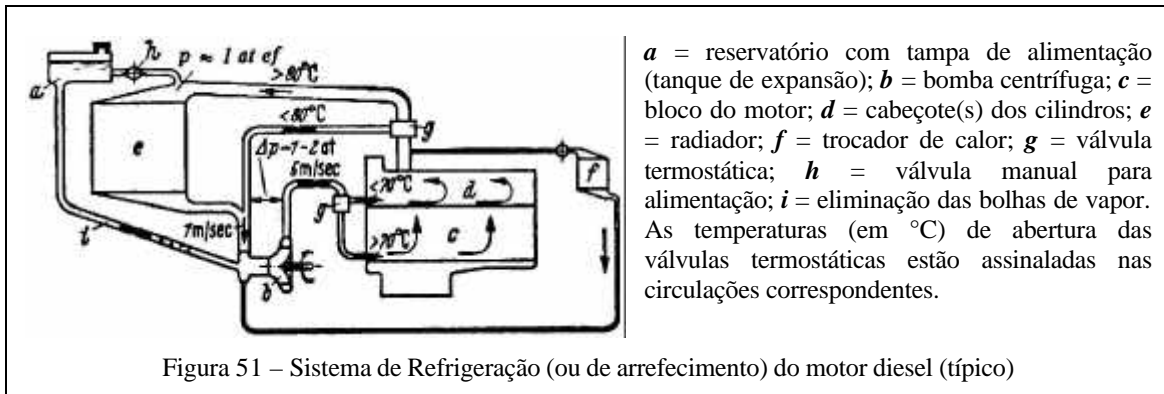 h
p ≈ 1 at ef
>80°C
a
<80°C
g
e
Δp=1-2 at
f
5m/sec
<70°C
d
g
i
1m/sec
c
>70°C
b
a = reservatório com tampa de alimentação
(tanque de expansão); b = bomba centrífuga; c =
bloco do motor; d = cabeçote(s) dos cilindros; e
= radiador; f = trocador de calor; g = válvula
termostática; h = válvula manual para
alimentação; i = eliminação das bolhas de vapor.
As temperaturas (em °C) de abertura das
válvulas termostáticas estão assinaladas nas
circulações correspondentes.
Figura 51 – Sistema de Refrigeração (ou de arrefecimento) do motor diesel (típico)